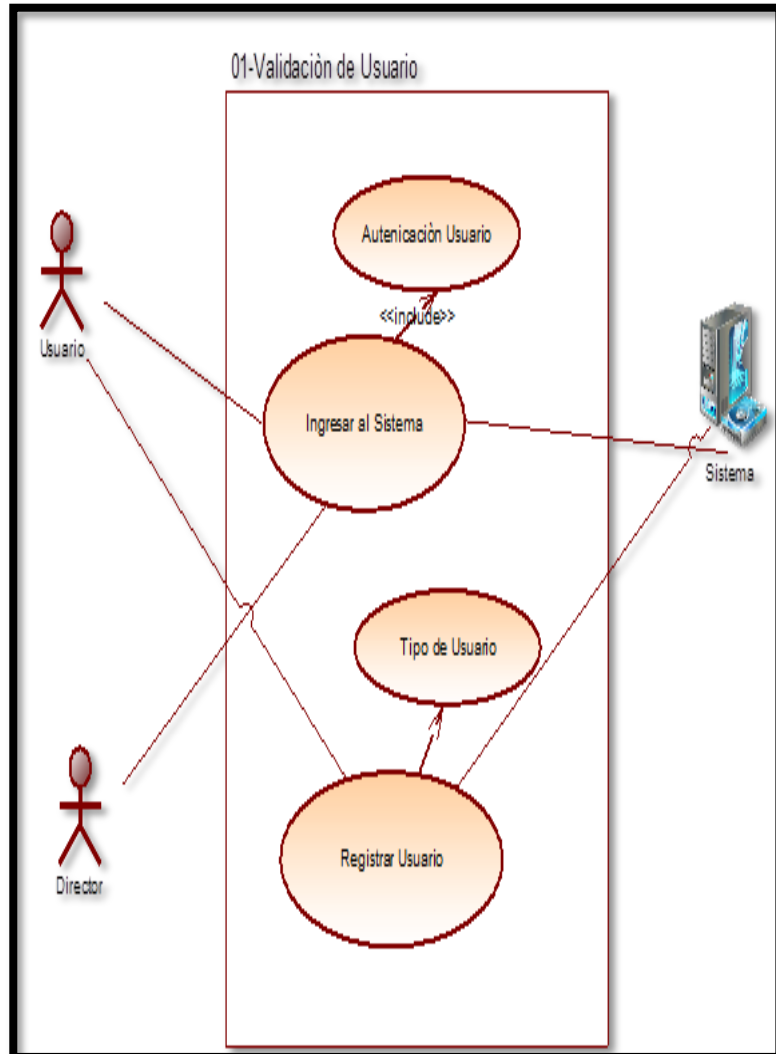 01-Validaciòn de Usuario
Autenicaciòn Usuario
<<include>>
Usuario
Ingresar al Sistema
Sistema
Tipo de Usuario
Registrar Usuario
Director